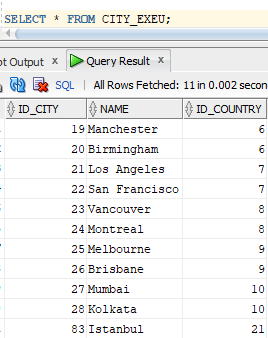 SELECT * FROM CITY_EXEU;
ot Output × Query Result ×
SQL | All Rows Fetched: 11 in 0.002 second
ID_CITY NAME ID_COUNTRY
19 Manchester 6
20 Birmingham 6
21 Los Angeles 7
22 San Francisco 7
23 Vancouver 8
24 Montreal 8
25 Melbourne 9
26 Brisbane 9
27 Mumbai 10
28 Kolkata 10
83 Istanbul 21